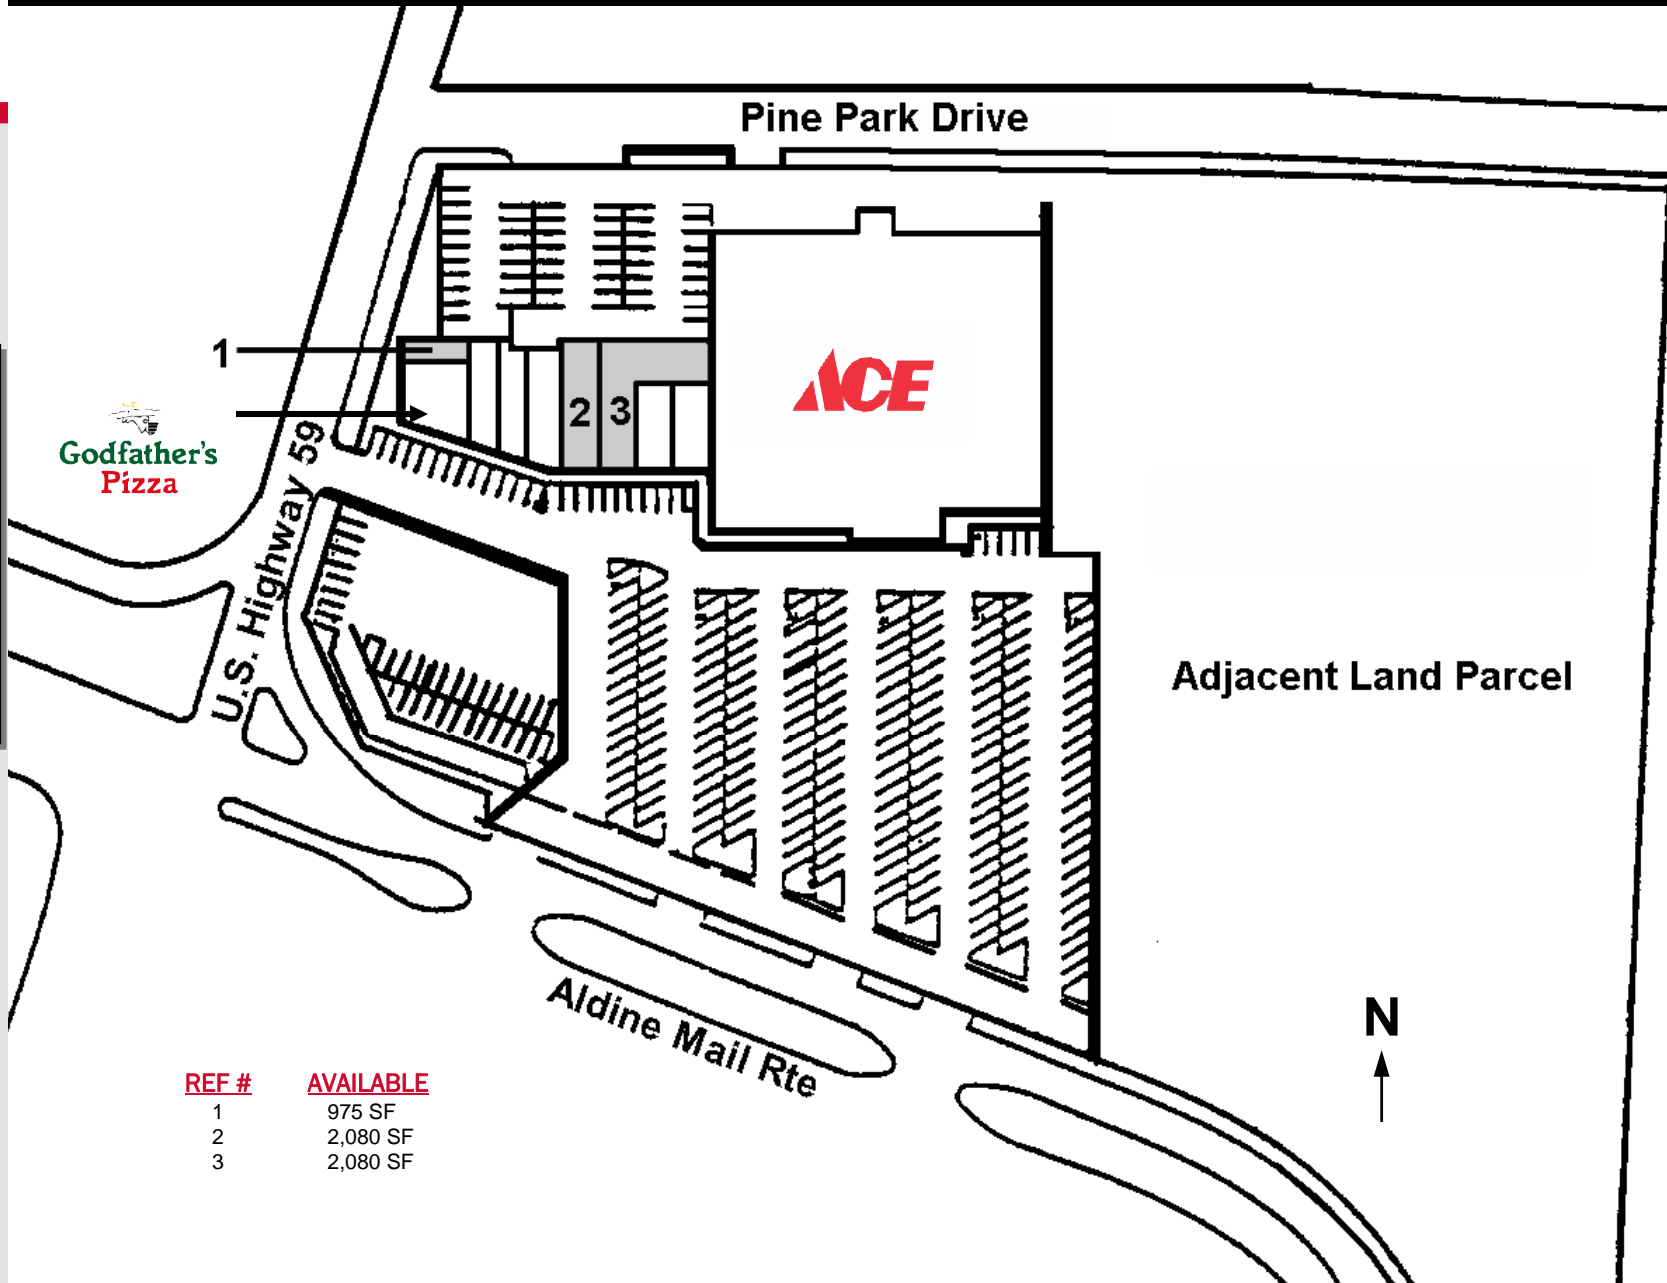 Pine Park Drive
1
ACE
2
3
Godfather's
Pizza
U.S. Highway 59
Adjacent Land Parcel
Aldine Mail Rte
N
REF # AVAILABLE
1 975 SF
2 2,080 SF
3 2,080 SF